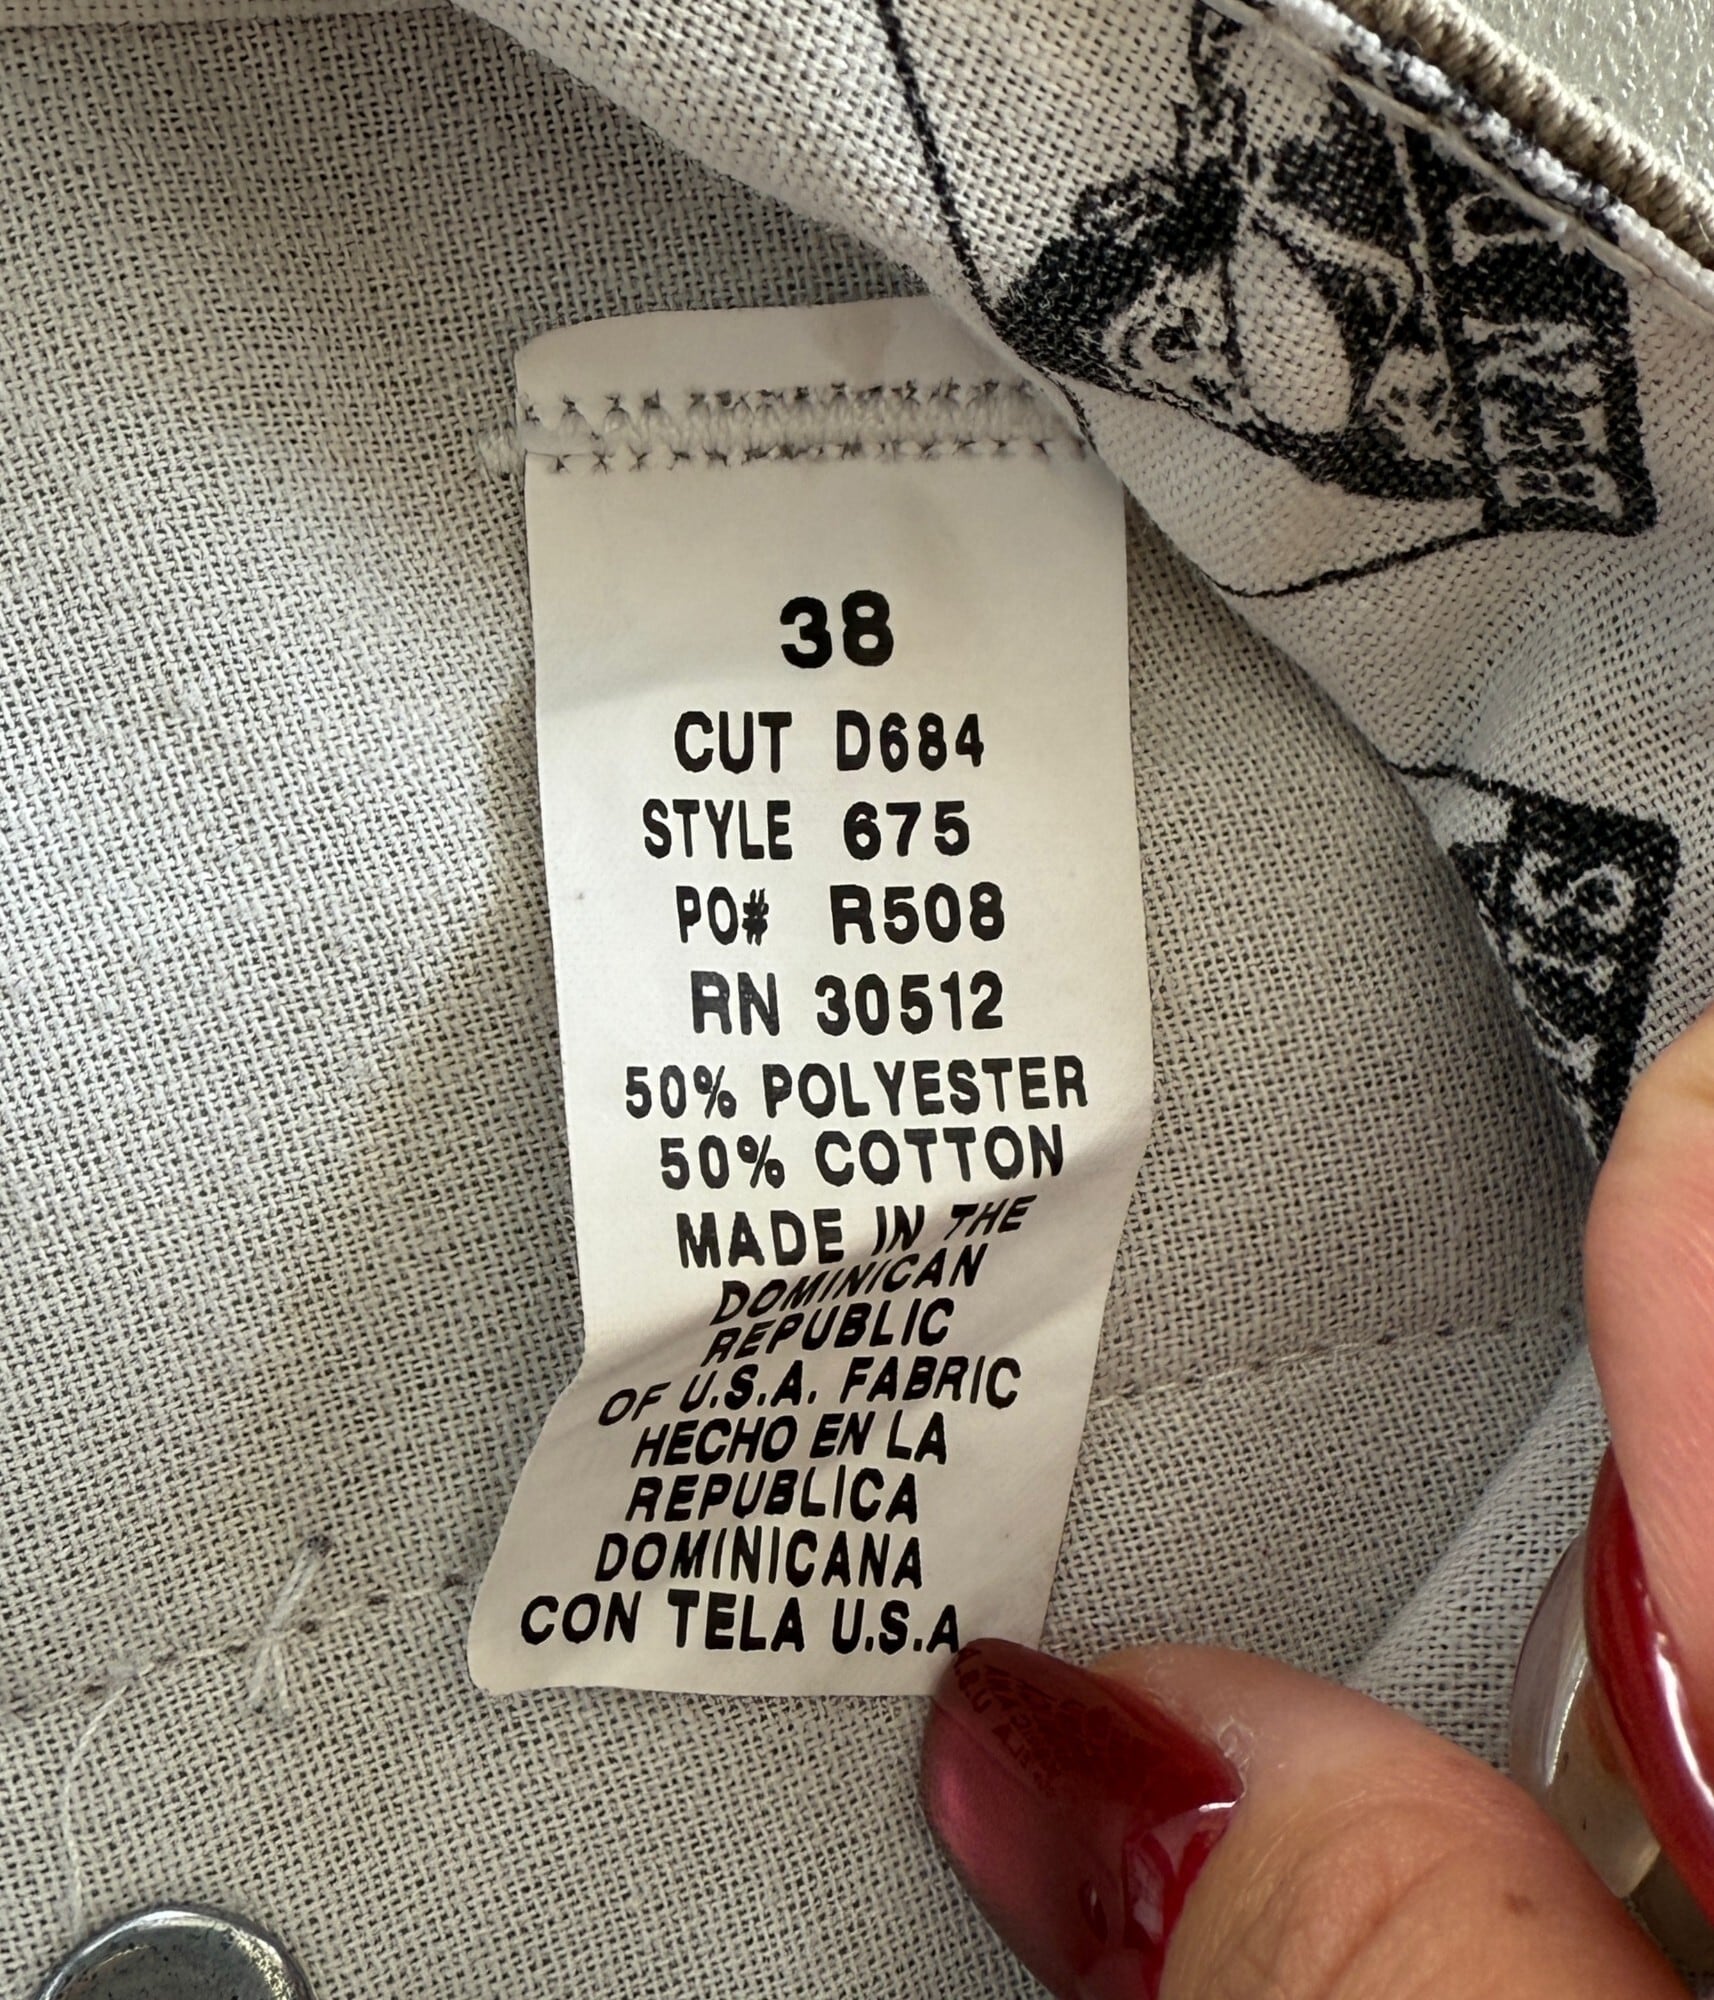 38
CUT D684
STYLE 675
PO# R508
RN 30512
50% POLYESTER
50% COTTON
MADE IN THE
DOMINICAN
REPUBLIC
OF U.S.A. FABRIC
HECHO EN LA
REPUBLICA
DOMINICANA
CON TELA U.S.A